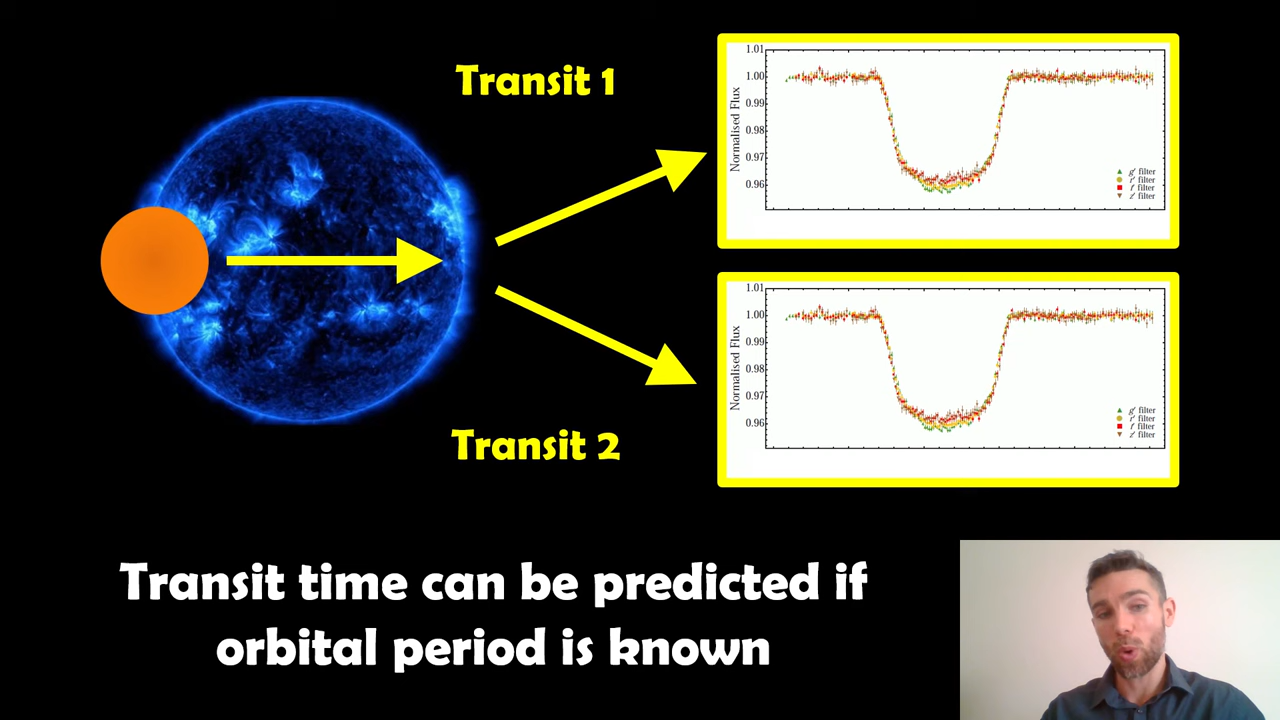 Transit 1
1.01
1.00
0.99
0.98
0.97
0.96
Normalised Flux
g' filter
r' filter
i' filter
z' filter
1.01
1.00
0.99
0.98
0.97
0.96
Normalised Flux
g' filter
r' filter
i' filter
z' filter
Transit 2
Transit time can be predicted if
orbital period is known